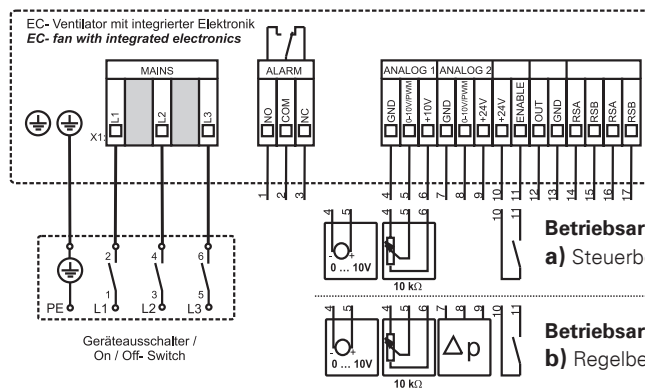 EC- Ventilator mit integrierter Elektronik
EC- fan with integrated electronics
MAINS
ALARM
ANALOG 1
ANALOG 2
X1:
L1
L2
L3
NO
COM
NC
GND
0-10V/PWM
+10V
GND
0-10V/PWM
+24V
+24V
ENABLE
OUT
GND
RSA
RSB
RSA
RSB
1 2 3 4 5 6 7 8 9 10 11 12 13 14 15 16 17
4 5 4 5 6 10 11
- +
0 ... 10V
10 kΩ
Betriebsar
a) Steuerbe
2 4 6
1 3 5
PE L1 L2 L3
Geräteausschalter /
On / Off- Switch
4 5 4 5 6 7 8 9 10 11
- +
0 ... 10V
Δp
10 kΩ
Betriebsar
b) Regelbe